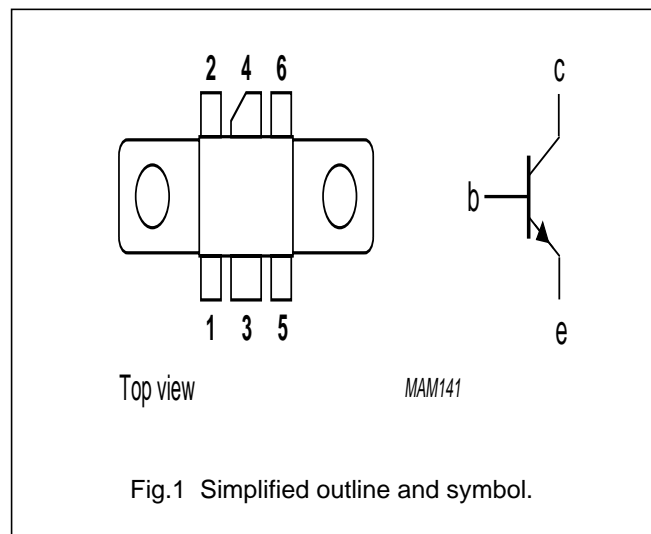 2 4 6
c
b
1 3 5
e
Top view
MAM141
Fig.1 Simplified outline and symbol.